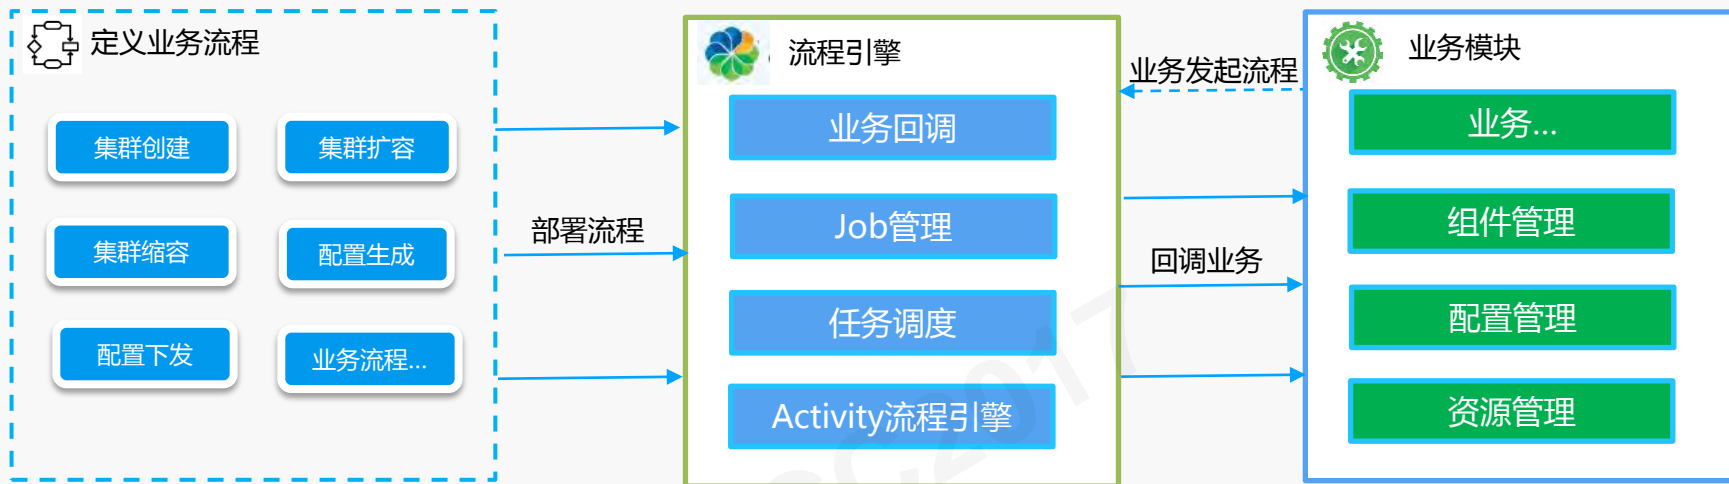 定义业务流程
集群创建
集群扩容
集群缩容
配置生成
配置下发
业务流程...
部署流程
流程引擎
业务回调
Job管理
任务调度
Activity流程引擎
业务发起流程
回调业务
业务模块
业务...
组件管理
配置管理
资源管理
C2017